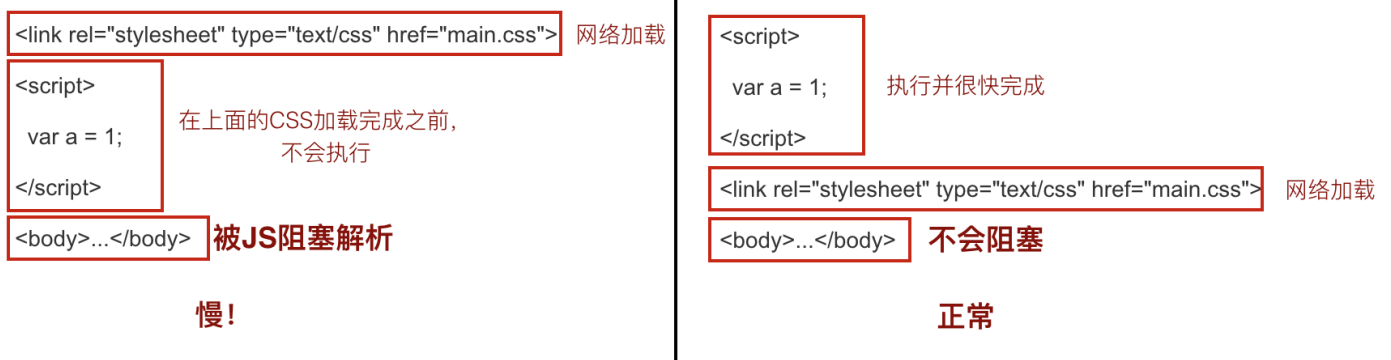 <link rel="stylesheet" type="text/css" href="main.css"> 网络加载
<script>
var a = 1;
</script>
在上面的CSS加载完成之前，
不会执行
<body>...</body> 被JS阻塞解析
慢！
<script>
var a = 1;
</script>
执行并很快完成
<link rel="stylesheet" type="text/css" href="main.css"> 网络加载
<body>...</body> 不会阻塞
正常